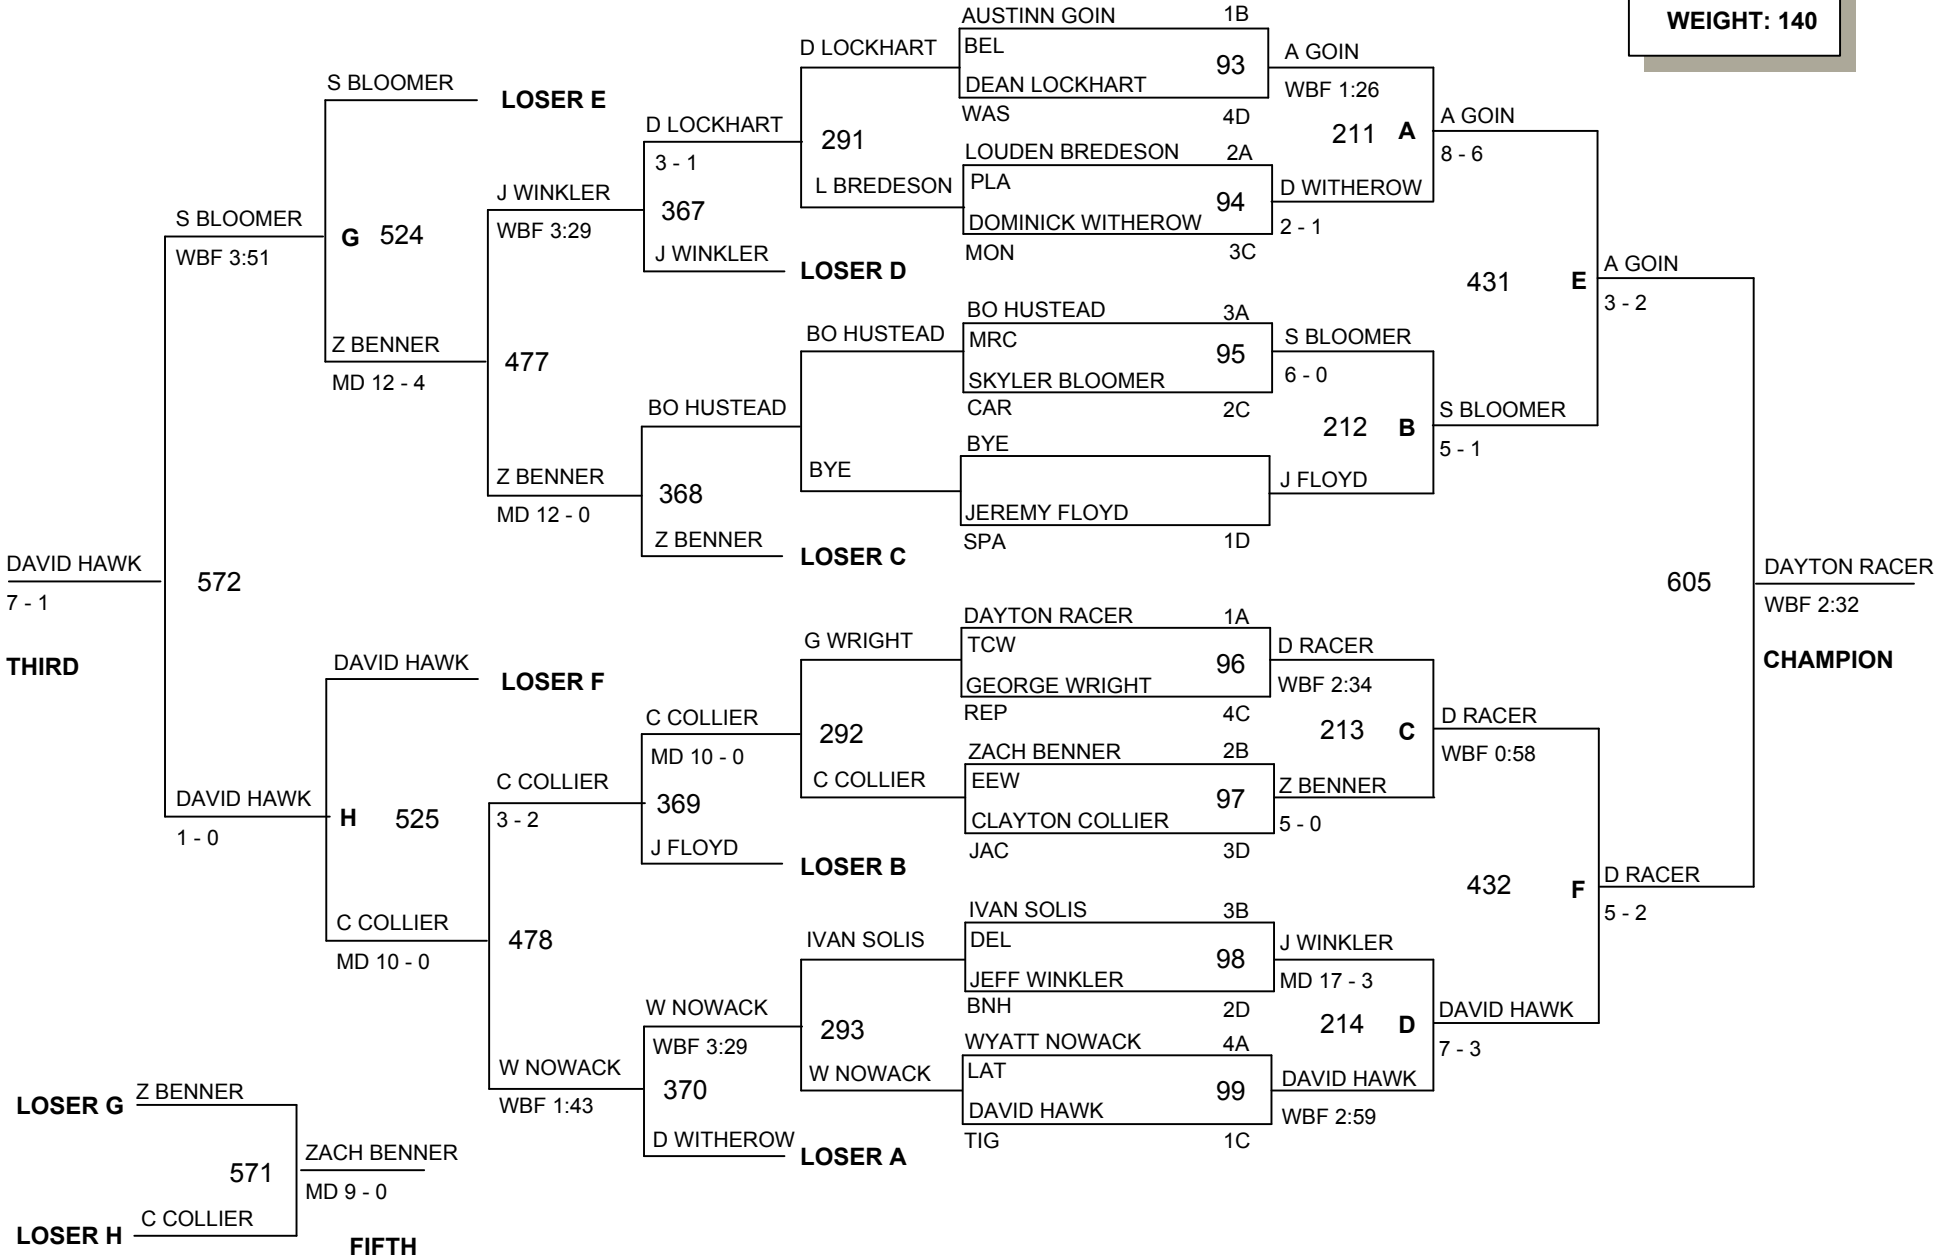 WEIGHT: 140
AUSTINN GOIN 1B
BEL
93
DEAN LOCKHART
WAS 4D
LOUDEN BREDESON 2A
PLA
94
DOMINICK WITHEROW
MON 3C
BO HUSTEAD 3A
MRC
95
SKYLER BLOOMER
CAR 2C
BYE
JEREMY FLOYD
SPA 1D
DAYTON RACER 1A
TCW
96
GEORGE WRIGHT
REP 4C
ZACH BENNER 2B
EEW
97
CLAYTON COLLIER
JAC 3D
IVAN SOLIS 3B
DEL
98
JEFF WINKLER
BNH 2D
WYATT NOWACK 4A
LAT
99
DAVID HAWK
TIG 1C
A GOIN
WBF 1:26
211 A
D WITHEROW
2 - 1
S BLOOMER
6 - 0
212 B
J FLOYD
D RACER
WBF 2:34
213 C
Z BENNER
5 - 0
J WINKLER
MD 17 - 3
214 D
DAVID HAWK
WBF 2:59
A GOIN
8 - 6
431 E
S BLOOMER
5 - 1
D RACER
WBF 0:58
432 F
DAVID HAWK
7 - 3
A GOIN
3 - 2
605
D RACER
5 - 2
DAYTON RACER
WBF 2:32
CHAMPION
D LOCKHART
291
L BREDESON
BO HUSTEAD
BYE
G WRIGHT
292
C COLLIER
IVAN SOLIS
293
W NOWACK
D LOCKHART
3 - 1
367
J WINKLER
LOSER D
BO HUSTEAD
368
Z BENNER
LOSER C
C COLLIER
MD 10 - 0
369
J FLOYD
LOSER B
W NOWACK
WBF 3:29
370
D WITHEROW
LOSER A
J WINKLER
WBF 3:29
477
Z BENNER
MD 12 - 0
C COLLIER
3 - 2
478
W NOWACK
WBF 1:43
S BLOOMER
LOSER E
G 524
Z BENNER
MD 12 - 4
DAVID HAWK
LOSER F
H 525
C COLLIER
MD 10 - 0
S BLOOMER
WBF 3:51
572
DAVID HAWK
1 - 0
DAVID HAWK
7 - 1
THIRD
LOSER G Z BENNER
571
LOSER H C COLLIER
ZACH BENNER
MD 9 - 0
FIFTH